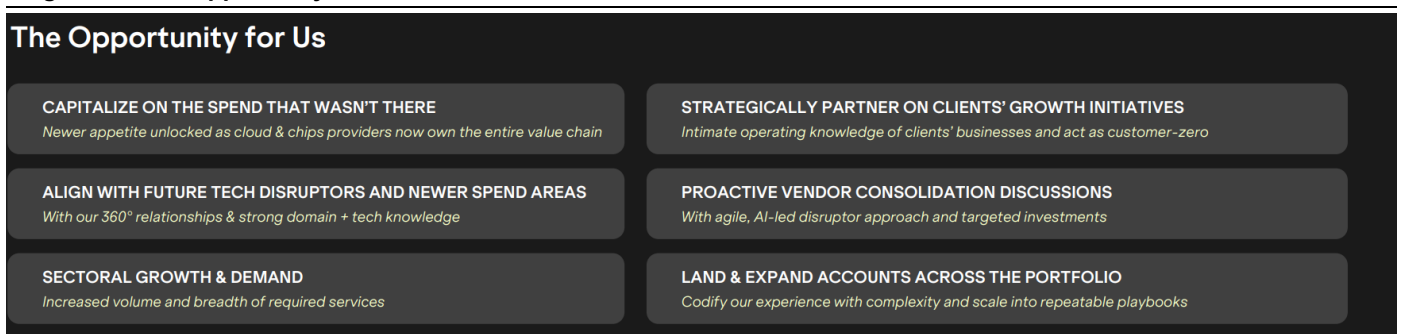 The Opportunity for Us
CAPITALIZE ON THE SPEND THAT WASN'T THERE
Newer appetite unlocked as cloud & chips providers now own the entire value chain
STRATEGICALLY PARTNER ON CLIENTS' GROWTH INITIATIVES
Intimate operating knowledge of clients' businesses and act as customer-zero
ALIGN WITH FUTURE TECH DISRUPTORS AND NEWER SPEND AREAS
With our 360° relationships & strong domain + tech knowledge
PROACTIVE VENDOR CONSOLIDATION DISCUSSIONS
With agile, AI-led disruptor approach and targeted investments
SECTORAL GROWTH & DEMAND
Increased volume and breadth of required services
LAND & EXPAND ACCOUNTS ACROSS THE PORTFOLIO
Codify our experience with complexity and scale into repeatable playbooks